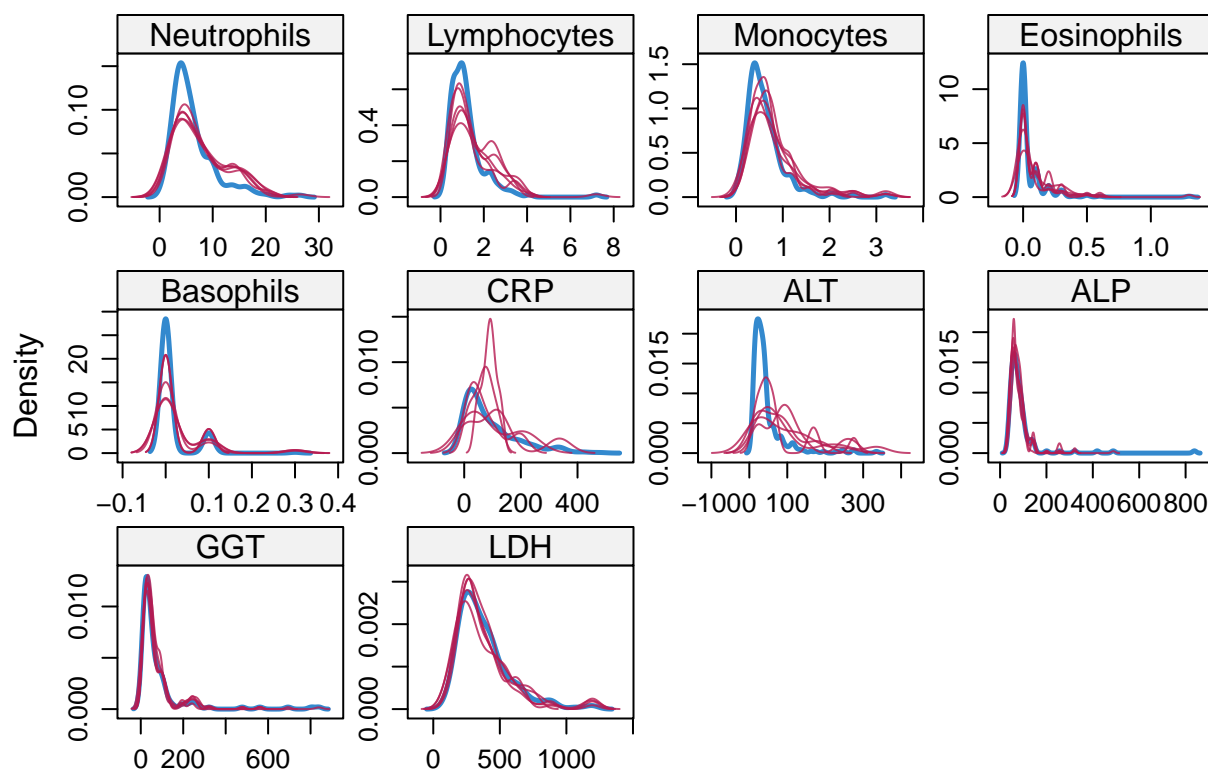 Neutrophils Lymphocytes Monocytes Eosinophils
0.00 0.10
0.0 0.4
0.0 0.5 1.0 1.5
0 5 10
0 10 20 30
0 2 4 6 8
0 1 2 3
0.0 0.5 1.0
Basophils CRP ALT ALP
Density
0 5 10 20
0.000 0.010
0.000 0.015
0.000 0.015
−0.1 0.1 0.2 0.3 0.4
0 200 400
−1000 100 300
0 200400600800
GGT LDH
0.000 0.010
0.000 0.002
0 200 600
0 500 1000